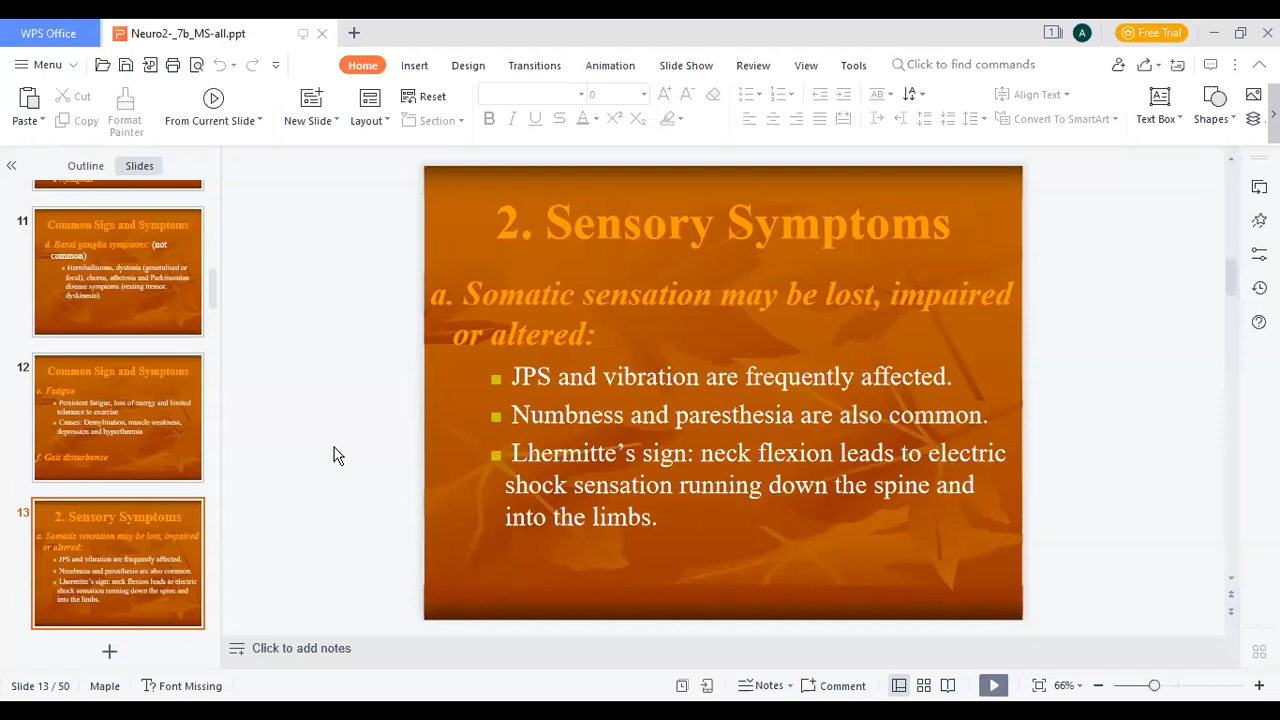 WPS Office
Neuro2-_7b_MS-all.ppt
1
A
Free Trial
Menu
Home
Insert
Design
Transitions
Animation
Slide Show
Review
View
Tools
Click to find commands
Paste
Cut
Copy
Format
Painter
From Current Slide
New Slide
Layout
Reset
Section
0
B I U S A X² X₂
AB
Align Text
Convert To SmartArt
Text Box
Shapes
Outline
Slides
11
Common Sign and Symptoms
d. Basal ganglia symptoms: (not
common)
Hemiballismus, dystonia (generalised or
focal), chorea, athetosis and Parkinsonian
disease symptoms (resting tremor,
dyskinesia).
12
Common Sign and Symptoms
e. Fatigue
Persistent fatigue, loss of energy and limited
tolerance to exercise
Causes: Demylination, muscle weakness,
depression and hyperthermia
f. Gait disturbance
13
2. Sensory Symptoms
a. Somatic sensation may be lost, impaired
or altered:
JPS and vibration are frequently affected.
Numbness and paresthesia are also common.
Lhermitte's sign: neck flexion leads to electric
shock sensation running down the spine and
into the limbs.
2. Sensory Symptoms
a. Somatic sensation may be lost, impaired
or altered:
JPS and vibration are frequently affected.
Numbness and paresthesia are also common.
Lhermitte’s sign: neck flexion leads to electric
shock sensation running down the spine and
into the limbs.
Click to add notes
Slide 13 / 50
Maple
Font Missing
Notes
Comment
66%